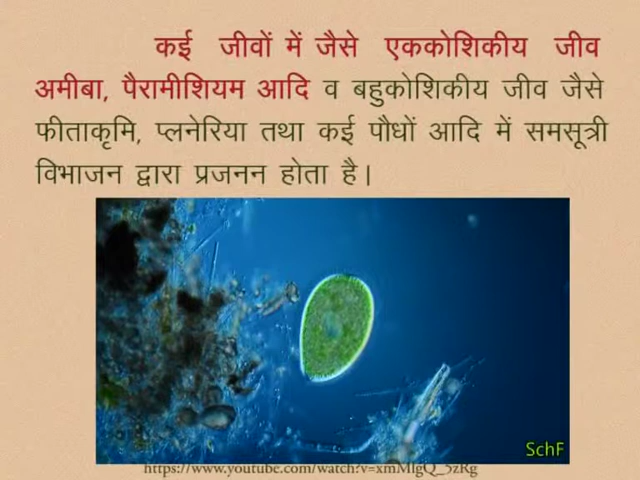 कई जीवों में जैसे एककोशिकीय जीव
अमीबा, पैरामीशियम आदि व बहुकोशिकीय जीव जैसे
फीताकृमि, प्लनेरिया तथा कई पौधों आदि में समसूत्री
विभाजन द्वारा प्रजनन होता है।
SchF
https://www.youtube.com/watch?v=xmMlgQ_5zRg